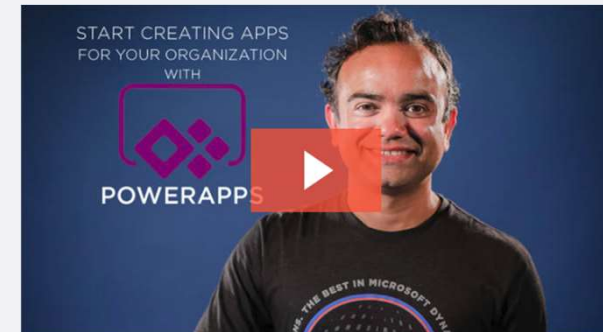 START CREATING APPS
FOR YOUR ORGANIZATION
WITH
POWERAPPS
THE BEST IN MICROSOFT DYN